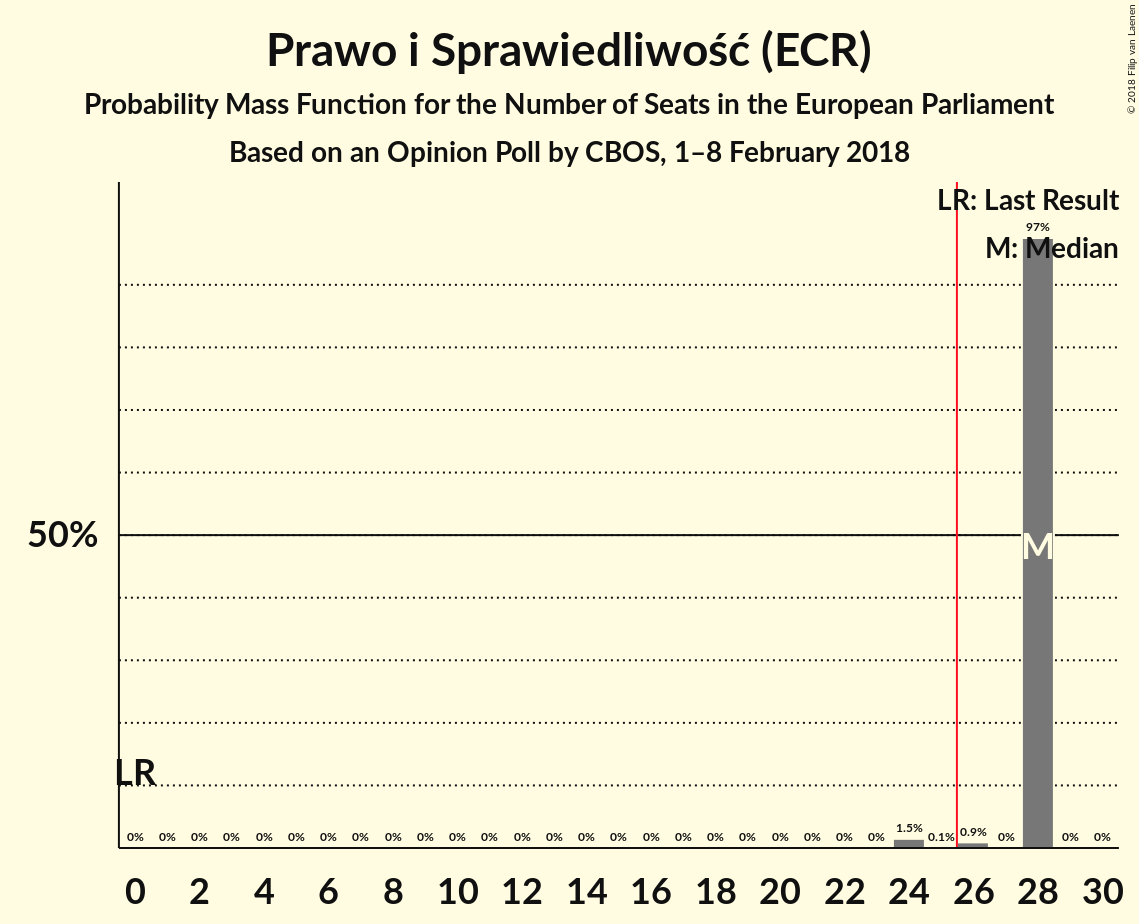 Prawo i Sprawiedliwość (ECR)
Probability Mass Function for the Number of Seats in the European Parliament
Based on an Opinion Poll by CBOS, 1–8 February 2018
© 2018 Filip van Laenen
LR: Last Result
97%
M: Median
50%
M
LR
0% 0% 0% 0% 0% 0% 0% 0% 0% 0% 0% 0% 0% 0% 0% 0% 0% 0% 0% 0% 0% 0% 0% 0% 1.5% 0.1% 0.9% 0% 0% 0%
0 2 4 6 8 10 12 14 16 18 20 22 24 26 28 30